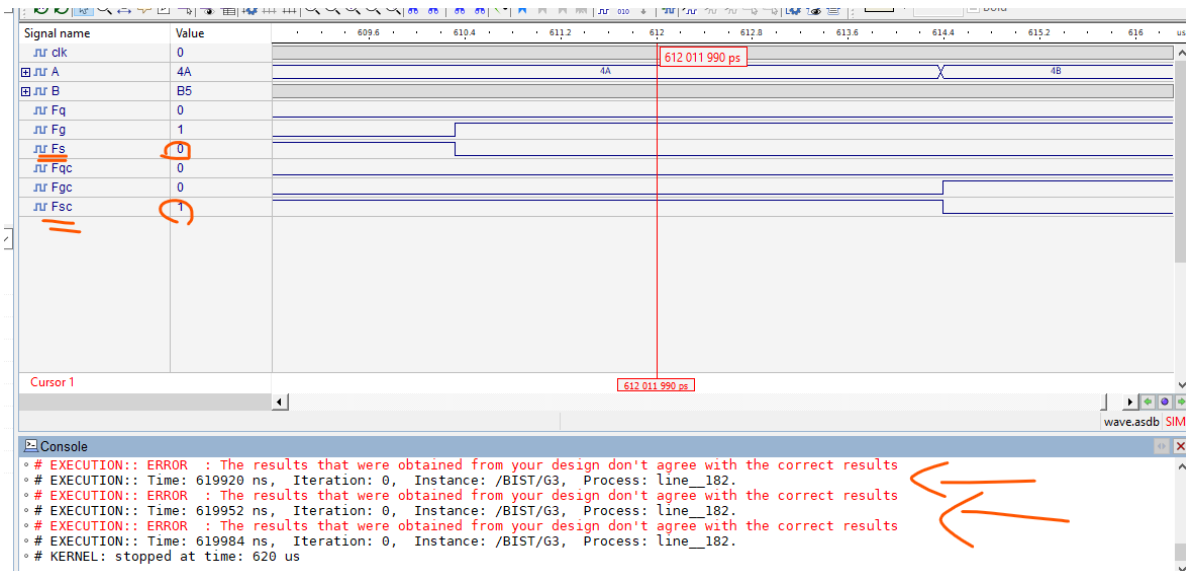 Signal name Value 609.6 610.4 611.2 612 612.8 613.6 614.4 615.2 616 us
clk 0
612 011 990 ps
A 4A 4A 4B
B B5
Fq 0
Fg 1
Fs 0
Fqc 0
Fgc 0
Fsc 1
Cursor 1
612 011 990 ps
wave.asdb SIM
Console
# EXECUTION:: ERROR : The results that were obtained from your design don't agree with the correct results
# EXECUTION:: Time: 619920 ns, Iteration: 0, Instance: /BIST/G3, Process: line__182.
# EXECUTION:: ERROR : The results that were obtained from your design don't agree with the correct results
# EXECUTION:: Time: 619952 ns, Iteration: 0, Instance: /BIST/G3, Process: line__182.
# EXECUTION:: ERROR : The results that were obtained from your design don't agree with the correct results
# EXECUTION:: Time: 619984 ns, Iteration: 0, Instance: /BIST/G3, Process: line__182.
# KERNEL: stopped at time: 620 us